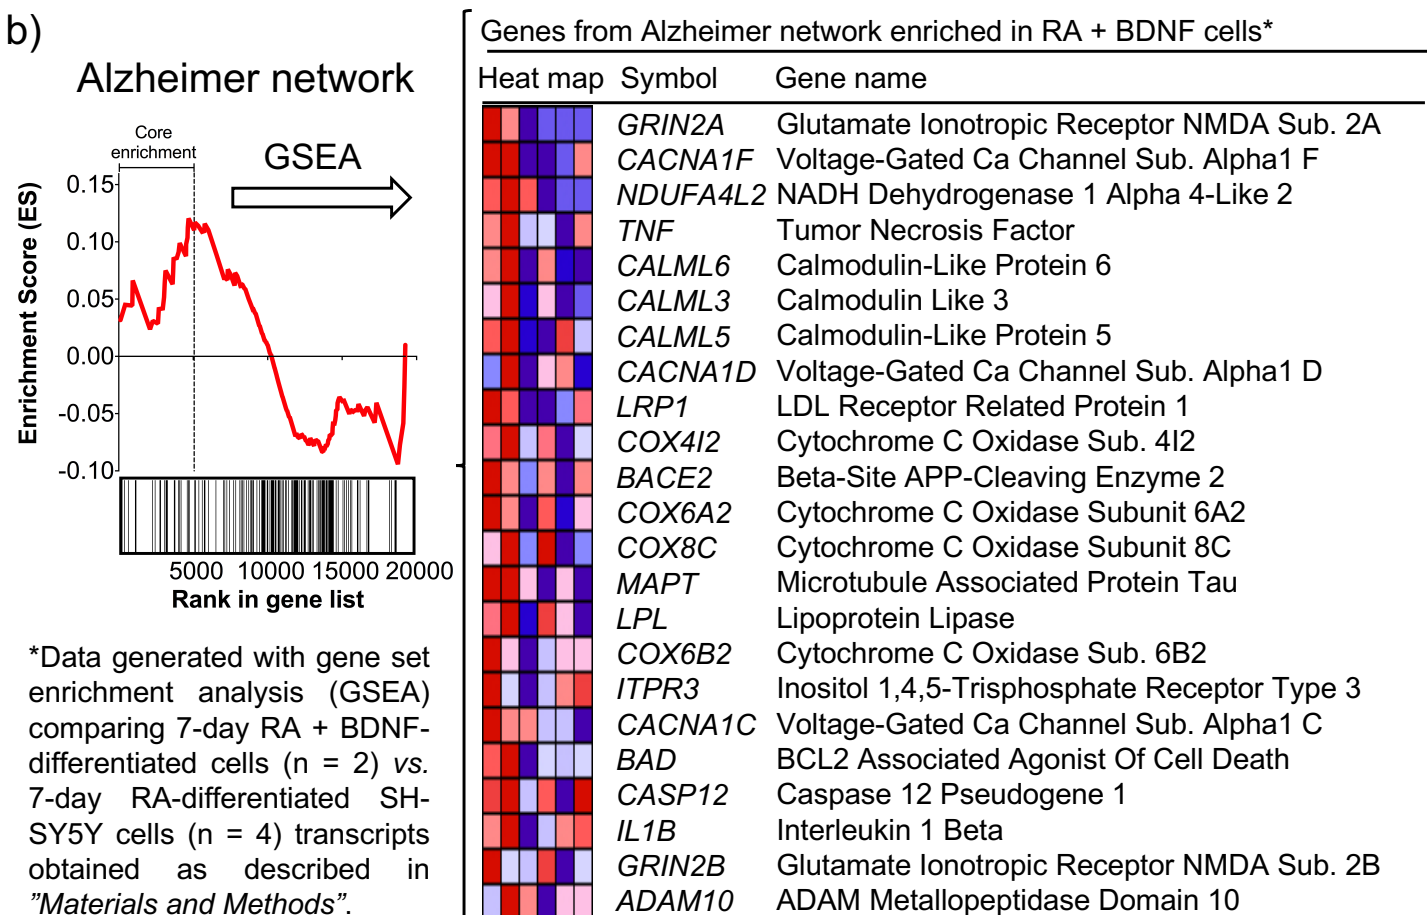 b)
Alzheimer network
Core
enrichment
GSEA
Enrichment Score (ES)
0.15
0.10
0.05
0.00
-0.05
-0.10
5000 10000 15000 20000
Rank in gene list
*Data generated with gene set
enrichment analysis (GSEA)
comparing 7-day RA + BDNF-
differentiated cells (n = 2) vs.
7-day RA-differentiated SH-
SY5Y cells (n = 4) transcripts
obtained as described in
”Materials and Methods”.
Genes from Alzheimer network enriched in RA + BDNF cells*
Heat map Symbol Gene name
GRIN2A Glutamate Ionotropic Receptor NMDA Sub. 2A
CACNA1F Voltage-Gated Ca Channel Sub. Alpha1 F
NDUFA4L2 NADH Dehydrogenase 1 Alpha 4-Like 2
TNF Tumor Necrosis Factor
CALML6 Calmodulin-Like Protein 6
CALML3 Calmodulin Like 3
CALML5 Calmodulin-Like Protein 5
CACNA1D Voltage-Gated Ca Channel Sub. Alpha1 D
LRP1 LDL Receptor Related Protein 1
COX4I2 Cytochrome C Oxidase Sub. 4I2
BACE2 Beta-Site APP-Cleaving Enzyme 2
COX6A2 Cytochrome C Oxidase Subunit 6A2
COX8C Cytochrome C Oxidase Subunit 8C
MAPT Microtubule Associated Protein Tau
LPL Lipoprotein Lipase
COX6B2 Cytochrome C Oxidase Sub. 6B2
ITPR3 Inositol 1,4,5-Trisphosphate Receptor Type 3
CACNA1C Voltage-Gated Ca Channel Sub. Alpha1 C
BAD BCL2 Associated Agonist Of Cell Death
CASP12 Caspase 12 Pseudogene 1
IL1B Interleukin 1 Beta
GRIN2B Glutamate Ionotropic Receptor NMDA Sub. 2B
ADAM10 ADAM Metallopeptidase Domain 10